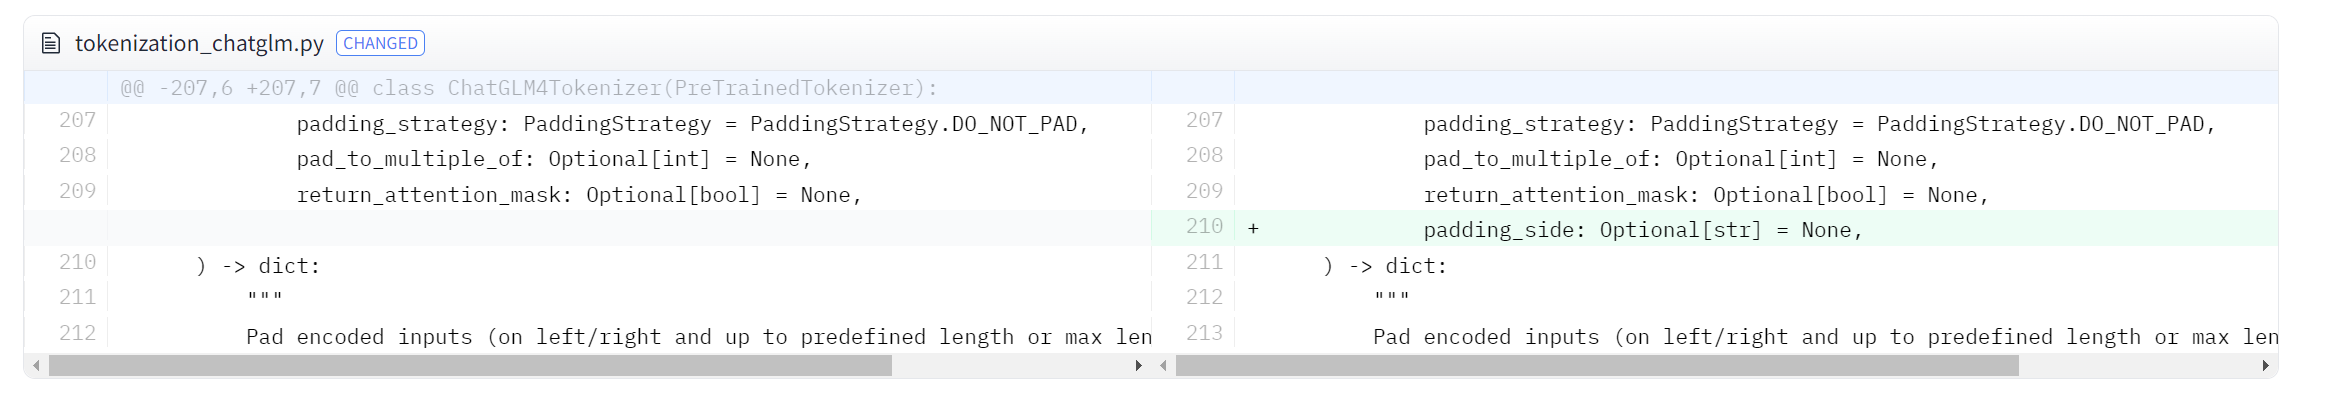 tokenization_chatglm.py CHANGED
@@ -207,6 +207,7 @@ class ChatGLM4Tokenizer(PreTrainedTokenizer):
207 padding_strategy: PaddingStrategy = PaddingStrategy.DO_NOT_PAD,
208 pad_to_multiple_of: Optional[int] = None,
209 return_attention_mask: Optional[bool] = None,
210 ) -> dict:
211 """
212 Pad encoded inputs (on left/right and up to predefined length or max len
207 padding_strategy: PaddingStrategy = PaddingStrategy.DO_NOT_PAD,
208 pad_to_multiple_of: Optional[int] = None,
209 return_attention_mask: Optional[bool] = None,
210 + padding_side: Optional[str] = None,
211 ) -> dict:
212 """
213 Pad encoded inputs (on left/right and up to predefined length or max len